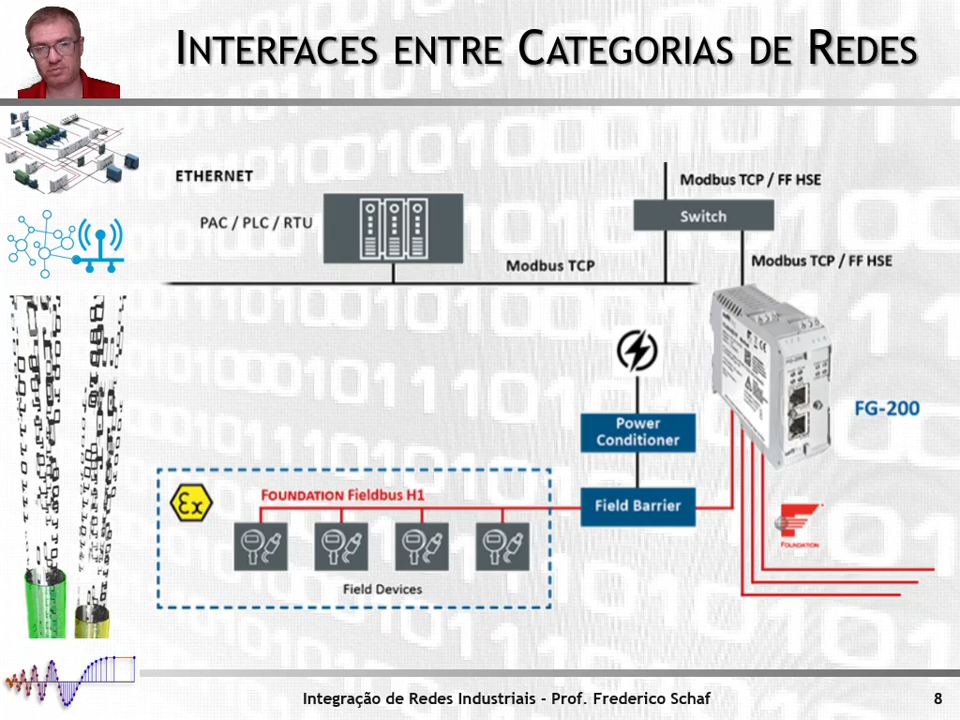 INTERFACES ENTRE CATEGORIAS DE REDES
ETHERNET
PAC / PLC / RTU
Modbus TCP
Modbus TCP / FF HSE
Switch
Modbus TCP / FF HSE
FG-200
Power
Conditioner
Field Barrier
Ex
FOUNDATION Fieldbus H1
Field Devices
FOUNDATION
Integração de Redes Industriais - Prof. Frederico Schaf
8